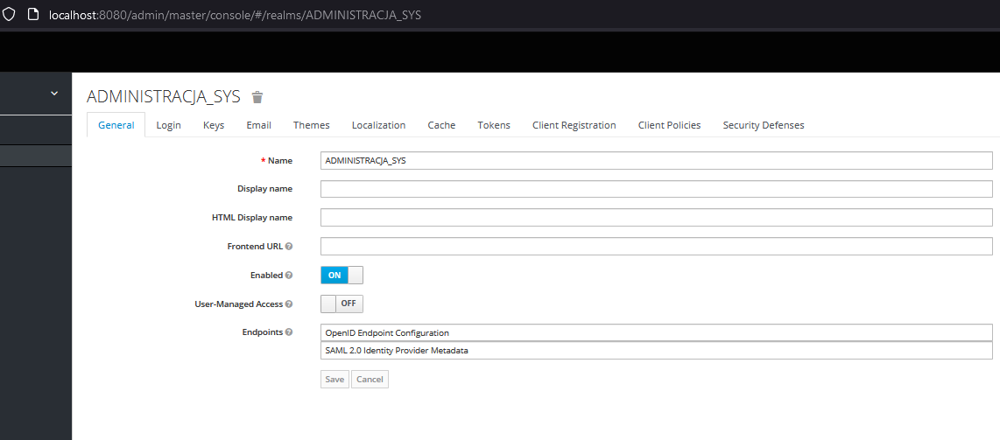 localhost:8080/admin/master/console/#/realms/ADMINISTRACJA_SYS
ADMINISTRACJA_SYS
General Login Keys Email Themes Localization Cache Tokens Client Registration Client Policies Security Defenses
* Name ADMINISTRACJA_SYS
Display name
HTML Display name
Frontend URL ?
Enabled ? ON
User-Managed Access ? OFF
Endpoints ? OpenID Endpoint Configuration
SAML 2.0 Identity Provider Metadata
Save Cancel